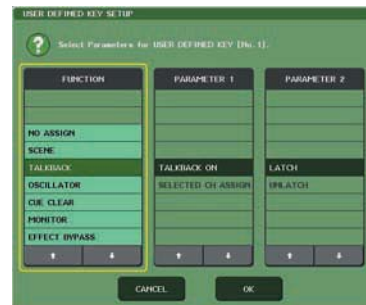 USER DEFINED KEY SETUP
Select Parameters for USER DEFINED KEY [No. 1].
FUNCTION
NO ASSIGN
SCENE
TALKBACK
OSCILLATOR
CUE CLEAR
MONITOR
EFFECT BYPASS
PARAMETER 1
TALKBACK ON
SELECTED CH ASSIGN
PARAMETER 2
LATCH
UNLATCH
CANCEL
OK